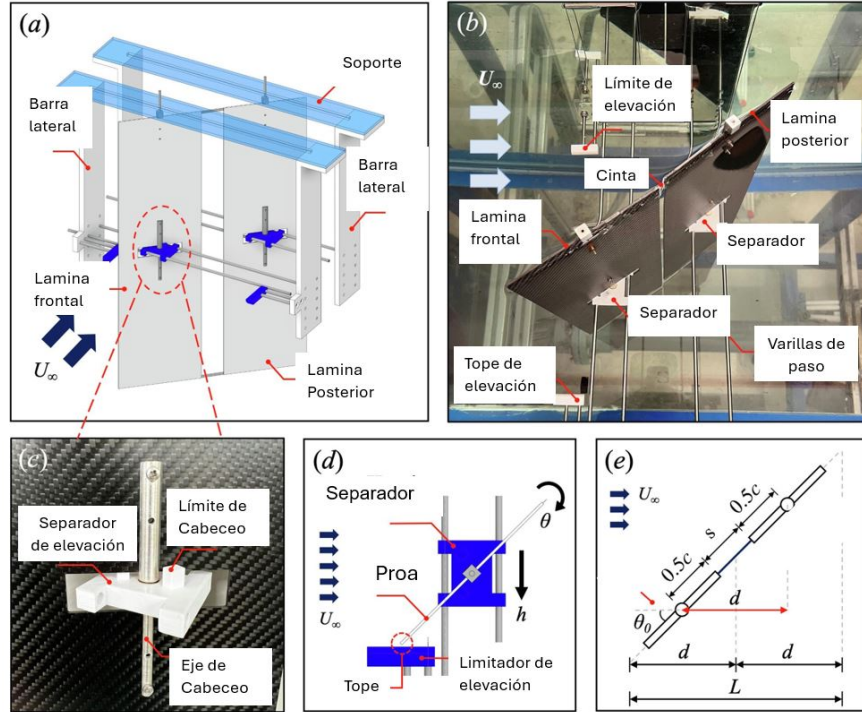 (a)
Soporte
Barra
lateral
Barra
lateral
Lamina
frontal
U∞
Lamina
Posterior
(b)
U∞
Límite de
elevación
Lamina
posterior
Cinta
Lamina
frontal
Separador
Separador
Varillas de
paso
Tope de
elevación
(c)
Límite de
Cabeceo
Separador
de elevación
Eje de
Cabeceo
(d)
Separador
θ
Proa
U∞
h
Limitador de
elevación
Tope
(e)
U∞
0.5c
s
0.5c
d
θ0
d
d
L